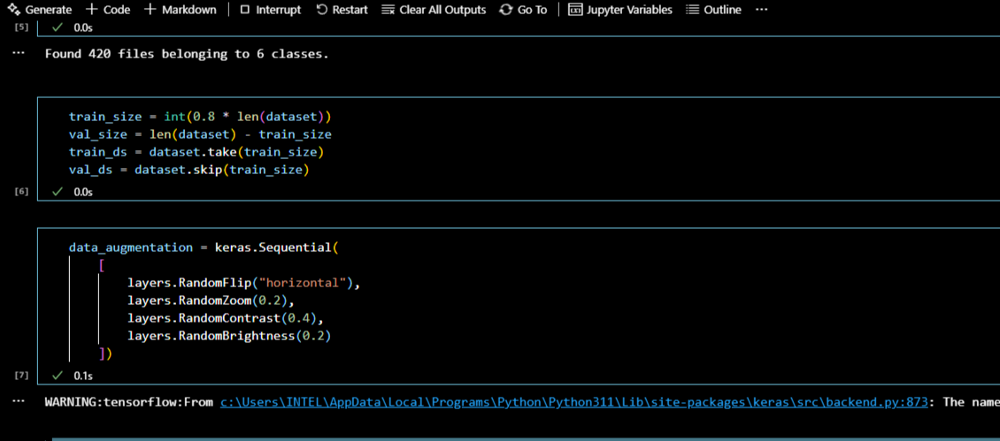 Generate + Code + Markdown Interrupt Restart Clear All Outputs Go To Jupyter Variables Outline ...
[5] ✓ 0.0s
... Found 420 files belonging to 6 classes.
train_size = int(0.8 * len(dataset))
val_size = len(dataset) - train_size
train_ds = dataset.take(train_size)
val_ds = dataset.skip(train_size)
[6] ✓ 0.0s
data_augmentation = keras.Sequential(
[
layers.RandomFlip("horizontal"),
layers.RandomZoom(0.2),
layers.RandomContrast(0.4),
layers.RandomBrightness(0.2)
])
[7] ✓ 0.1s
... WARNING:tensorflow:From c:\Users\INTEL\AppData\Local\Programs\Python\Python311\Lib\site-packages\keras\src\backend.py:873: The name